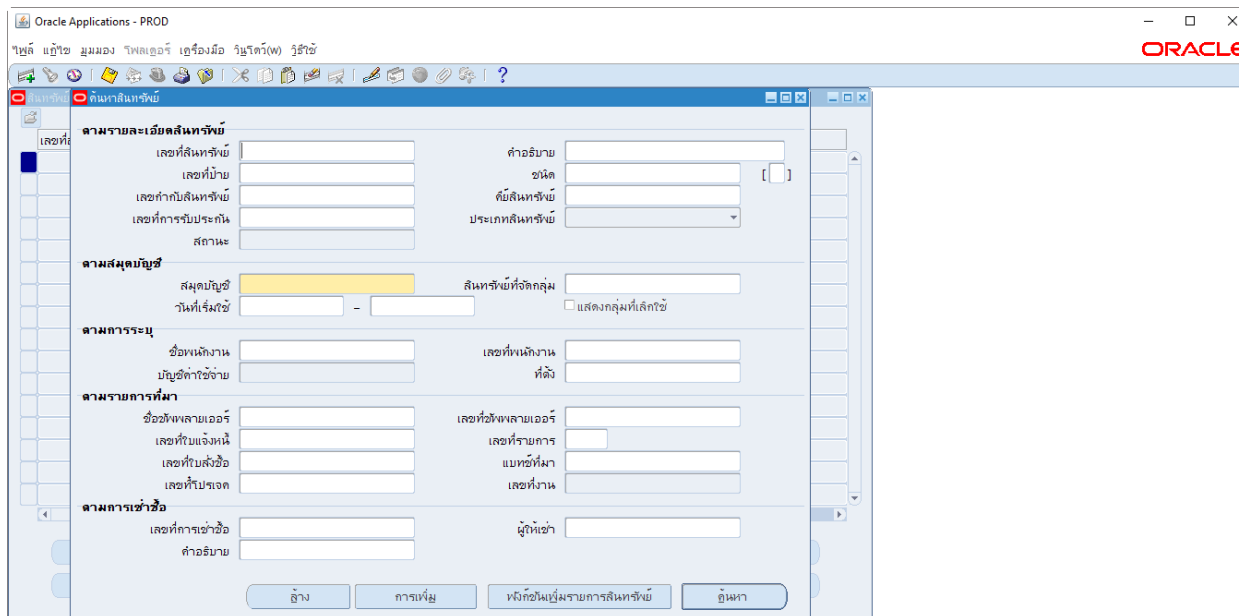 Oracle Applications - PROD
ไฟล์ แก้ไข มุมมอง โฟลเดอร์ เครื่องมือ วินโดว์(W) วิธีใช้
ORACLE
สินทรัพย์ ค้นหาสินทรัพย์
ตามรายละเอียดสินทรัพย์
เลขที่สินทรัพย์ คำอธิบาย
เลขที่ป้าย ชนิด [ ]
เลขกำกับสินทรัพย์ คีย์สินทรัพย์
เลขที่การรับประกัน ประเภทสินทรัพย์
สถานะ
ตามสมุดบัญชี
สมุดบัญชี สินทรัพย์ที่จัดกลุ่ม
วันที่เริ่มใช้ – แสดงกลุ่มที่เลิกใช้
ตามการระบุ
ชื่อพนักงาน เลขที่พนักงาน
บัญชีค่าใช้จ่าย ที่ตั้ง
ตามรายการที่มา
ชื่อซัพพลายเออร์ เลขที่ซัพพลายเออร์
เลขที่ใบแจ้งหนี้ เลขที่รายการ
เลขที่ใบสั่งซื้อ แบทช์ที่มา
เลขที่โปรเจค เลขที่งาน
ตามการเช่าซื้อ
เลขที่การเช่าซื้อ ผู้ให้เช่า
คำอธิบาย
ล้าง การเพิ่ม ฟังก์ชันเพิ่มรายการสินทรัพย์ ค้นหา